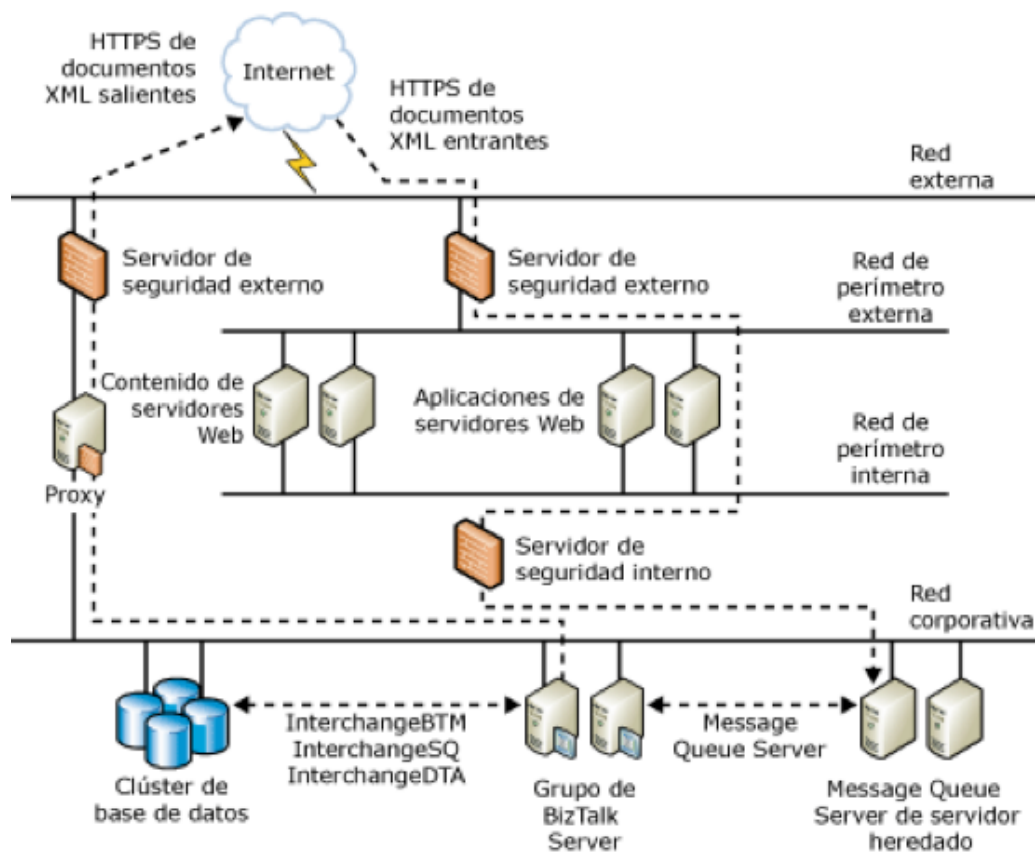 HTTPS de
documentos
XML salientes
Internet
HTTPS de
documentos
XML entrantes
Red
externa
Servidor de
seguridad externo
Servidor de
seguridad externo
Red de
perímetro
externa
Contenido de
servidores
Web
Aplicaciones de
servidores Web
Red de
perímetro
interna
Proxy
Servidor de
seguridad interno
Red
corporativa
InterchangeBTM
InterchangeSQ
InterchangeDTA
Message
Queue Server
Clúster de
base de datos
Grupo de
BizTalk
Server
Message Queue
Server de servidor
heredado